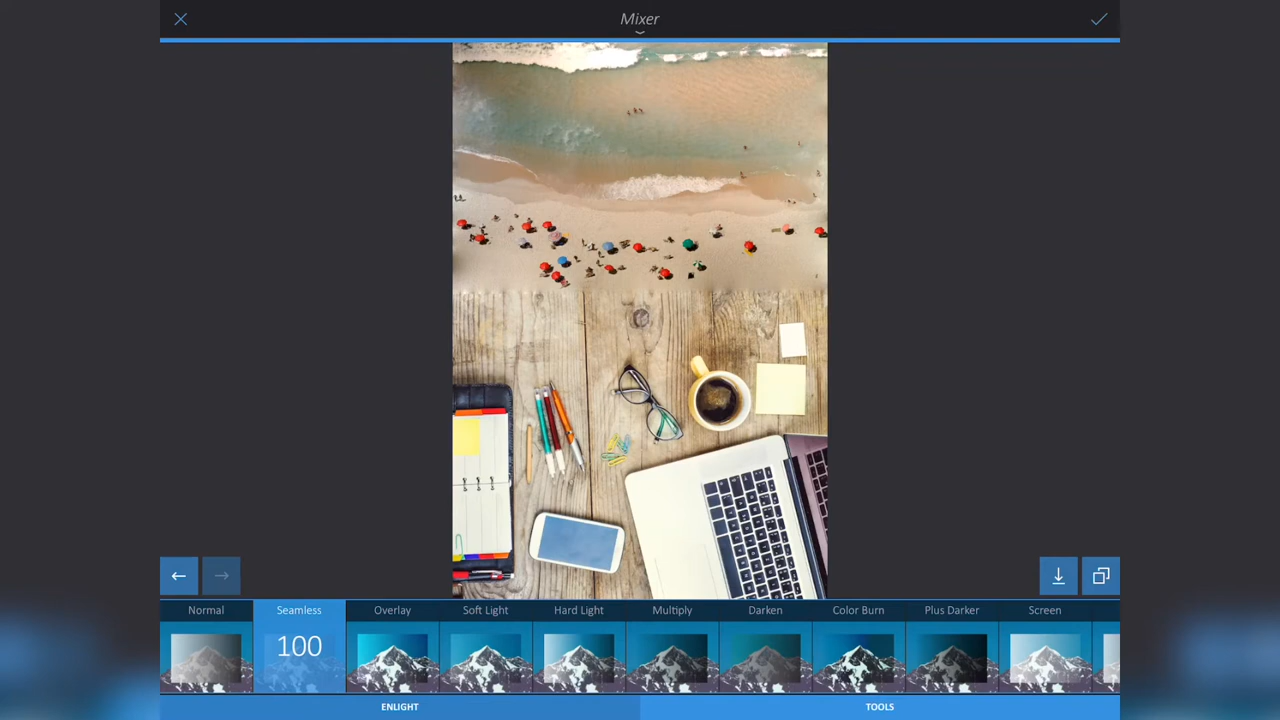 Mixer
Normal
Seamless
Overlay
Soft Light
Hard Light
Multiply
Darken
Color Burn
Plus Darker
Screen
100
ENLIGHT
TOOLS